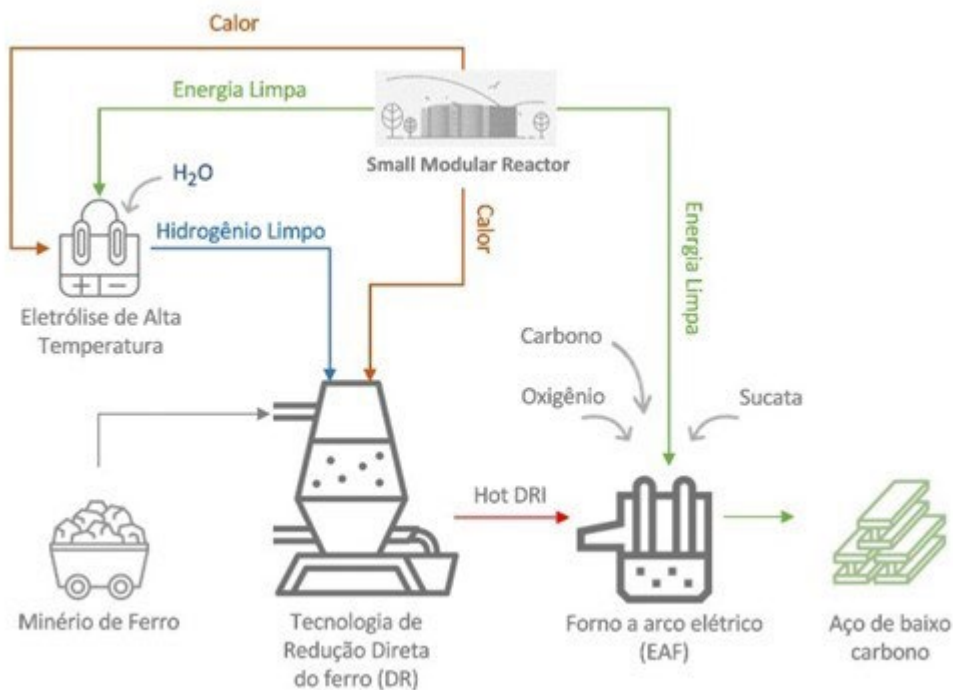 Calor
Energia Limpa
Small Modular Reactor
H₂O
Calor
Energia Limpa
Hidrogênio Limpo
Eletrólise de Alta
Temperatura
Carbono
Oxigênio
Sucata
Hot DRI
Minério de Ferro
Tecnologia de
Redução Direta
do ferro (DR)
Forno a arco elétrico
(EAF)
Aço de baixo
carbono